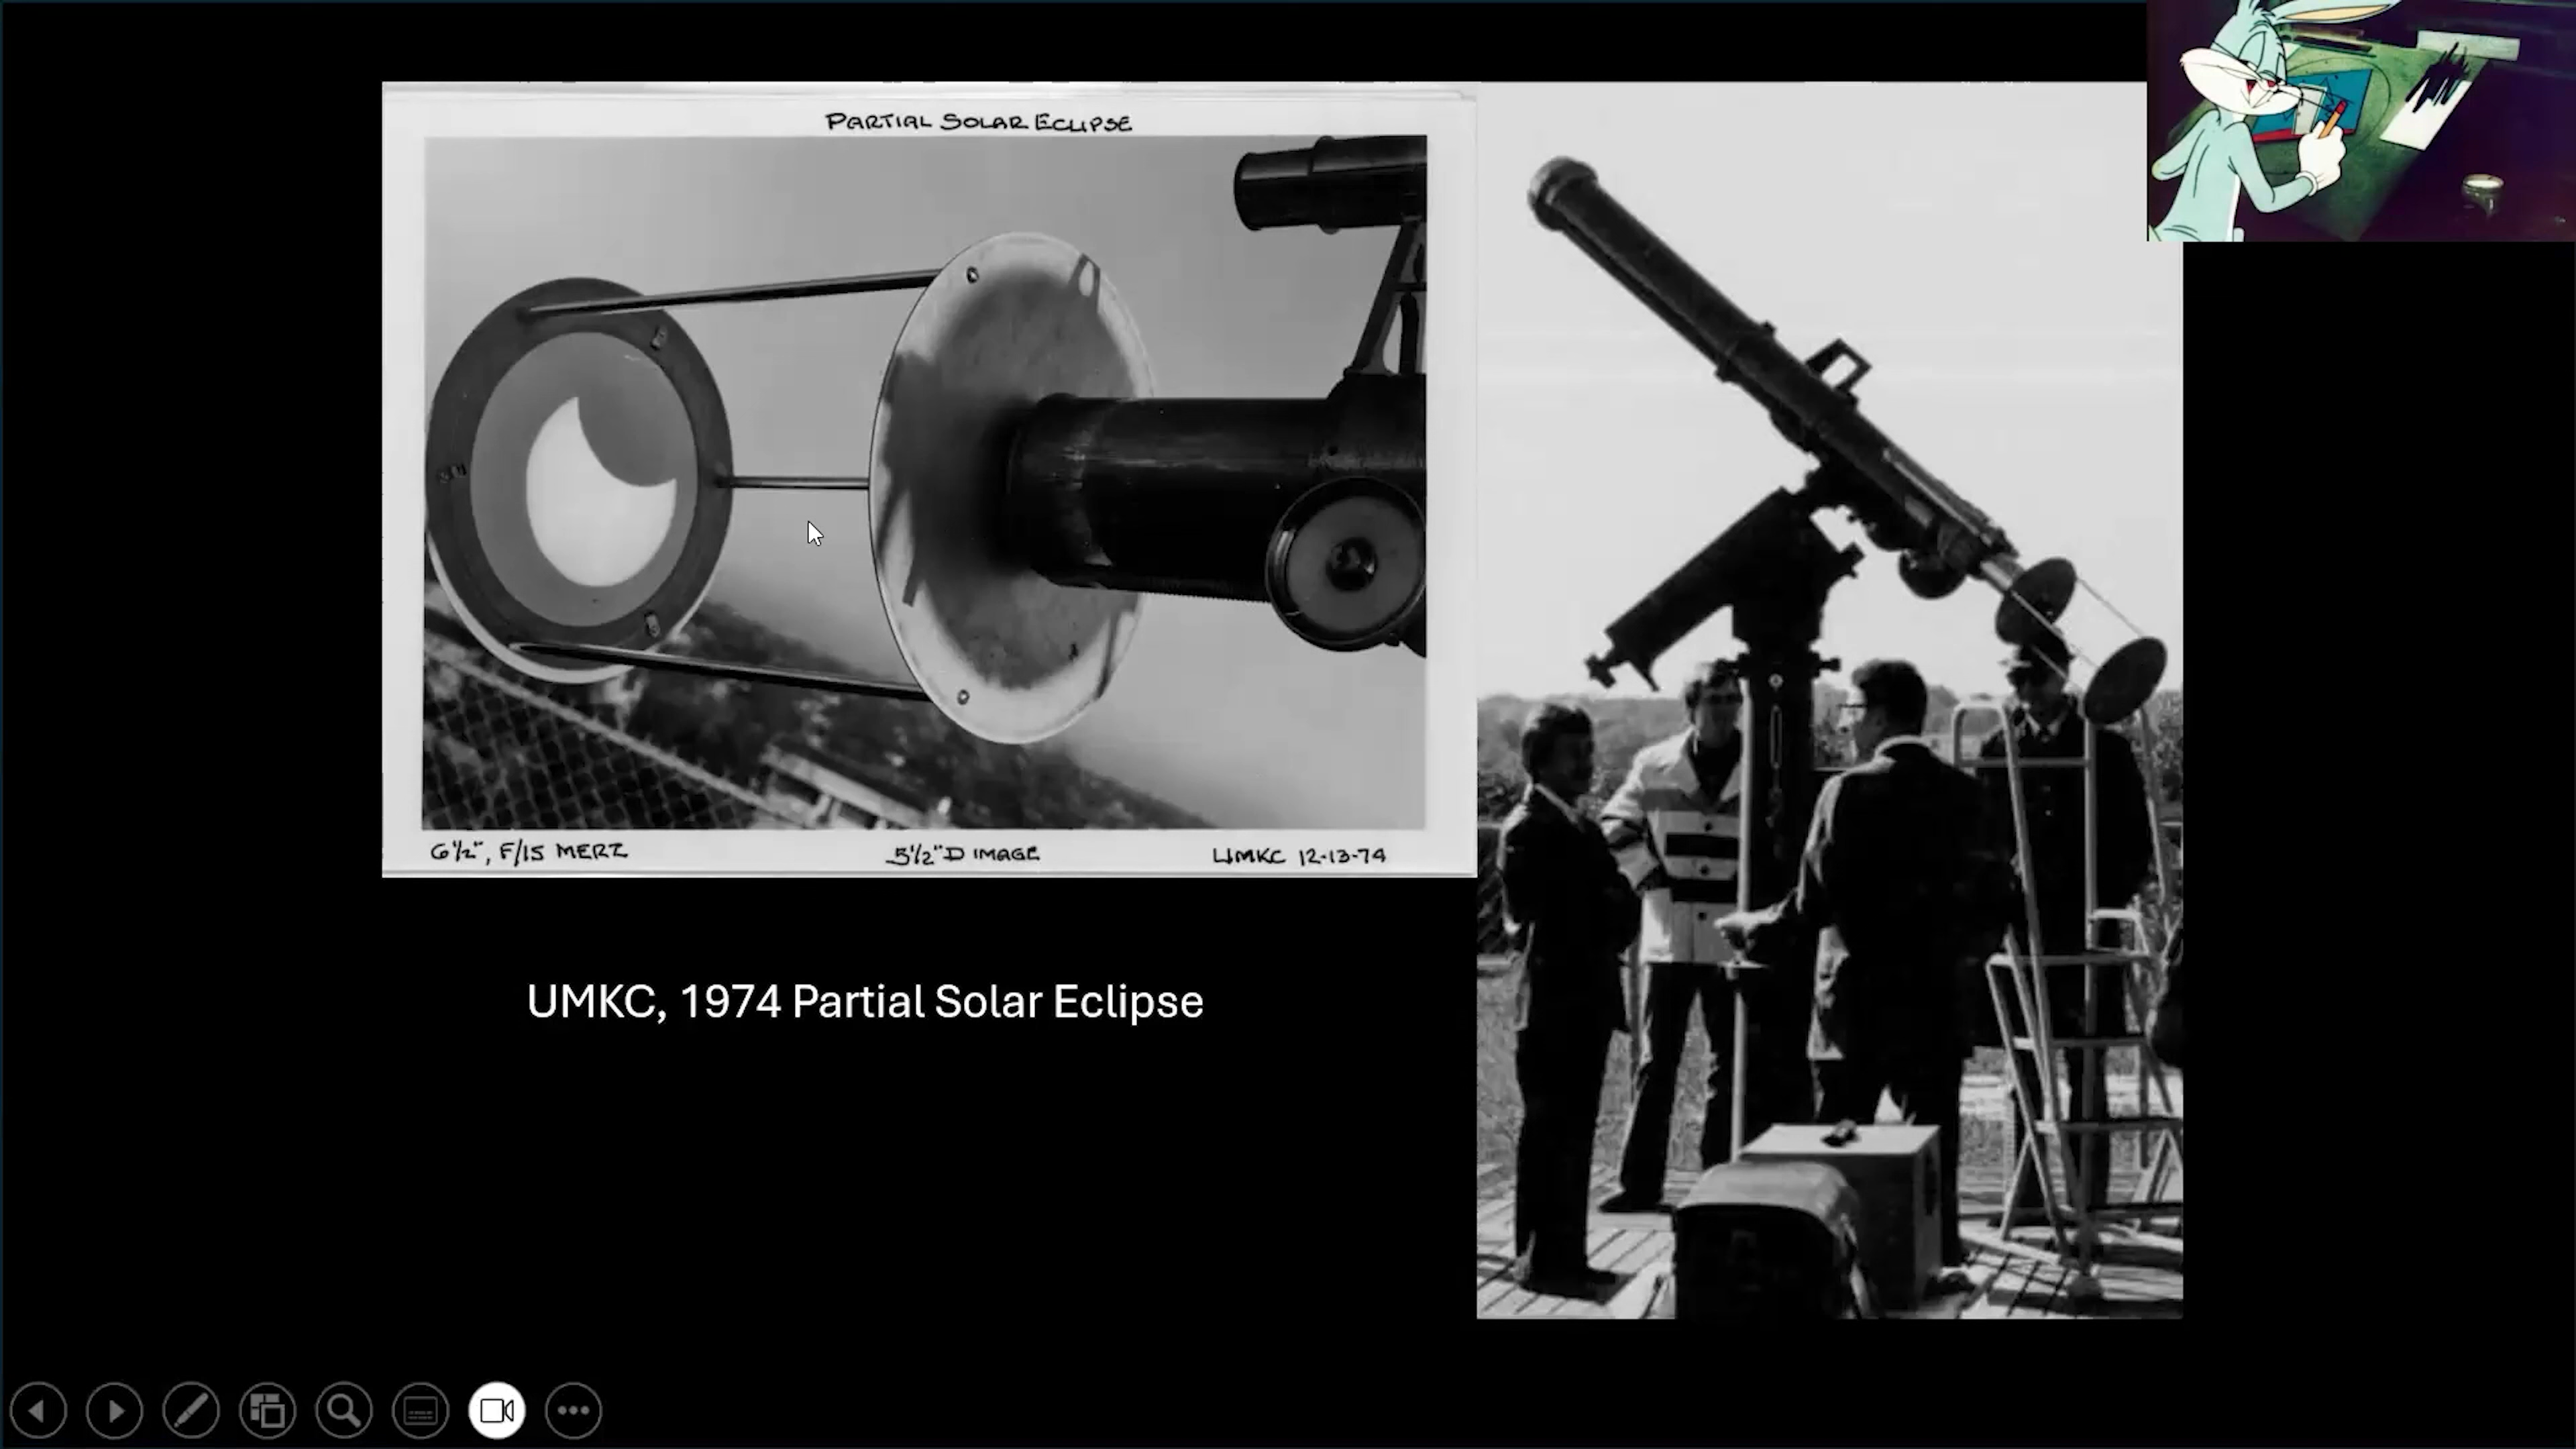 PARTIAL SOLAR ECLIPSE
6½", F/15 MERZ
5½"D IMAGE
UMKC 12-13-74
UMKC, 1974 Partial Solar Eclipse